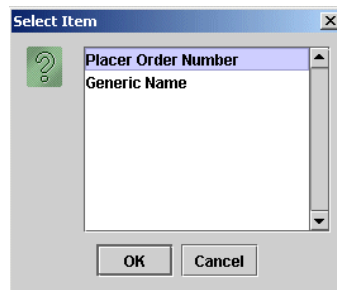 Select Item
Placer Order Number
Generic Name
OK Cancel